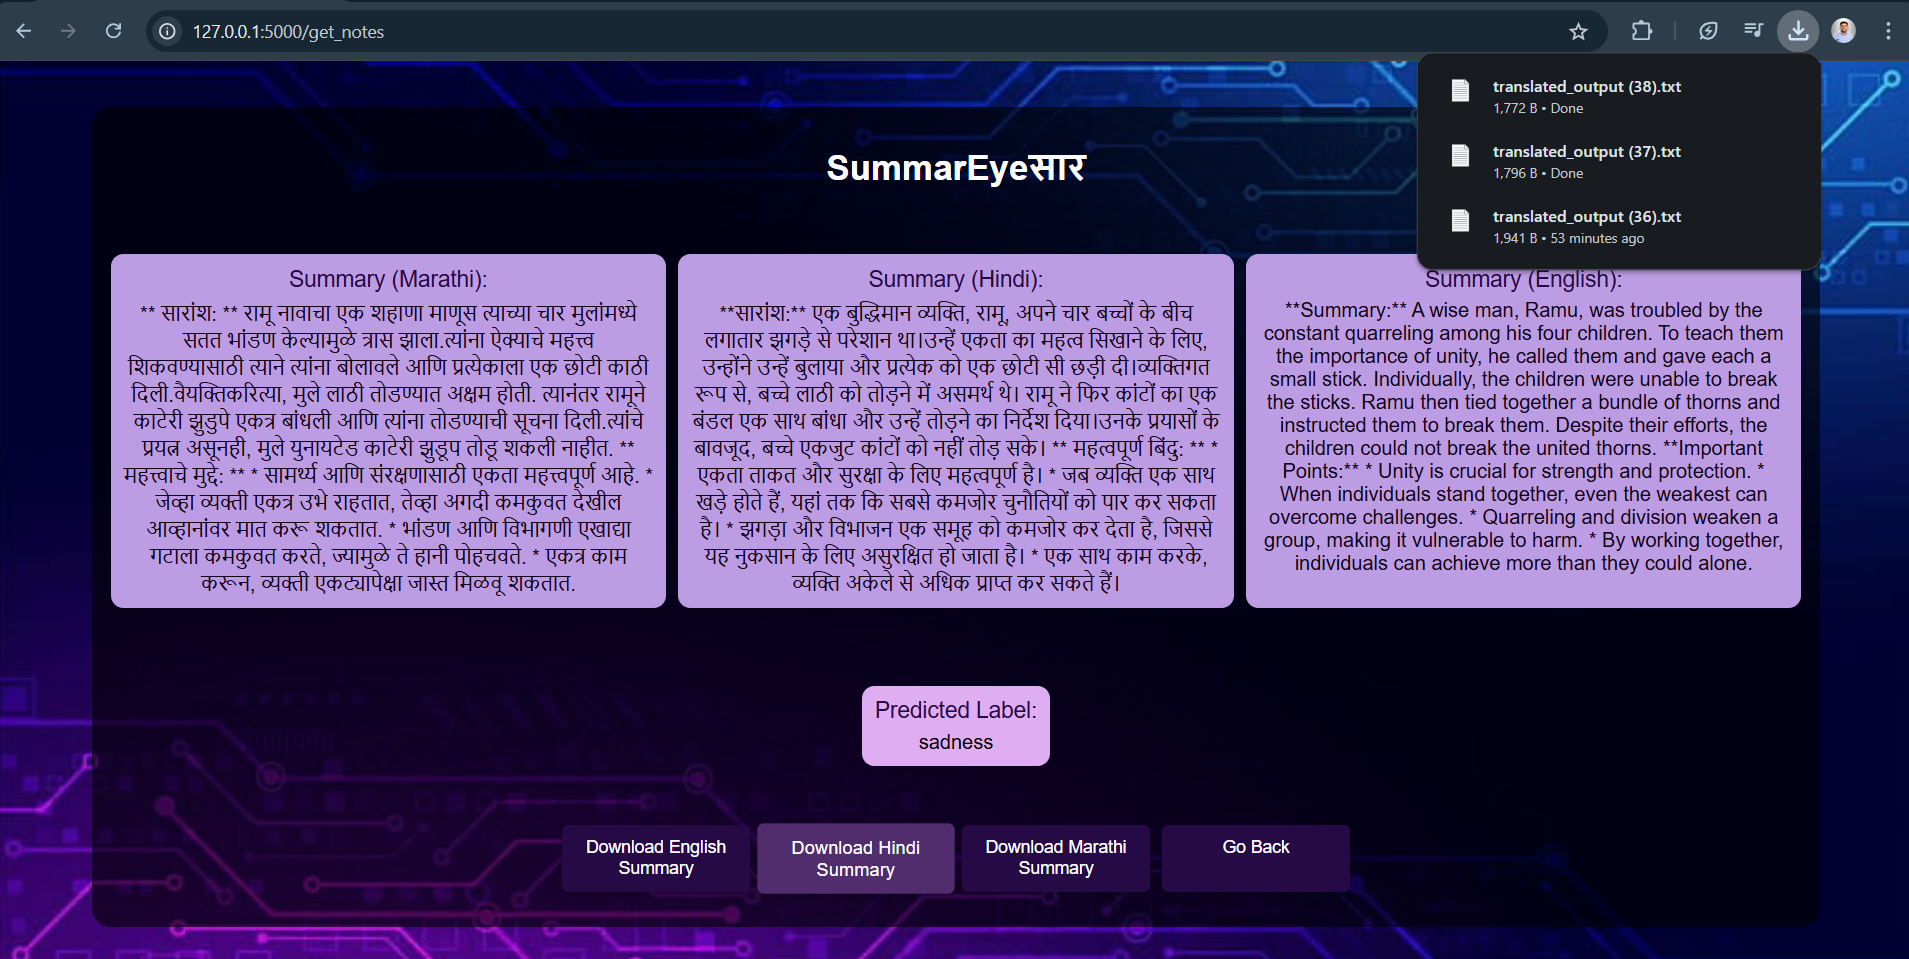 127.0.0.1:5000/get_notes
translated_output (38).txt
1,772 B • Done
translated_output (37).txt
1,796 B • Done
translated_output (36).txt
1,941 B • 53 minutes ago
SummarEyeसार
Summary (Marathi):
** सारांश: ** रामू नावाचा एक शहाणा माणूस त्याच्या चार मुलांमध्ये
सतत भांडण केल्यामुळे त्रास झाला.त्यांना ऐक्याचे महत्त्व
शिकवण्यासाठी त्याने त्यांना बोलावले आणि प्रत्येकाला एक छोटी काठी
दिली.वैयक्तिकरित्या, मुले लाठी तोडण्यात अक्षम होती. त्यानंतर रामूने
काटेरी झुडुपे एकत्र बांधली आणि त्यांना तोडण्याची सूचना दिली.त्यांचे
प्रयत्न असूनही, मुले युनायटेड काटेरी झुडूप तोडू शकली नाहीत. **
महत्त्वाचे मुद्दे: ** * सामर्थ्य आणि संरक्षणासाठी एकता महत्त्वपूर्ण आहे. *
जेव्हा व्यक्ती एकत्र उभे राहतात, तेव्हा अगदी कमकुवत देखील
आव्हानांवर मात करू शकतात. * भांडण आणि विभागणी एखाद्या
गटाला कमकुवत करते, ज्यामुळे ते हानी पोहचवते. * एकत्र काम
करून, व्यक्ती एकट्यापेक्षा जास्त मिळवू शकतात.
Summary (Hindi):
**सारांश:** एक बुद्धिमान व्यक्ति, रामू, अपने चार बच्चों के बीच
लगातार झगड़े से परेशान था।उन्हें एकता का महत्व सिखाने के लिए,
उन्होंने उन्हें बुलाया और प्रत्येक को एक छोटी सी छड़ी दी।व्यक्तिगत
रूप से, बच्चे लाठी को तोड़ने में असमर्थ थे। रामू ने फिर कांटों का एक
बंडल एक साथ बांधा और उन्हें तोड़ने का निर्देश दिया।उनके प्रयासों के
बावजूद, बच्चे एकजुट कांटों को नहीं तोड़ सके। ** महत्वपूर्ण बिंदु: ** *
एकता ताकत और सुरक्षा के लिए महत्वपूर्ण है। * जब व्यक्ति एक साथ
खड़े होते हैं, यहां तक कि सबसे कमजोर चुनौतियों को पार कर सकता
है। * झगड़ा और विभाजन एक समूह को कमजोर कर देता है, जिससे
यह नुकसान के लिए असुरक्षित हो जाता है। * एक साथ काम करके,
व्यक्ति अकेले से अधिक प्राप्त कर सकते हैं।
Summary (English):
**Summary:** A wise man, Ramu, was troubled by the
constant quarreling among his four children. To teach them
the importance of unity, he called them and gave each a
small stick. Individually, the children were unable to break
the sticks. Ramu then tied together a bundle of thorns and
instructed them to break them. Despite their efforts, the
children could not break the united thorns. **Important
Points:** * Unity is crucial for strength and protection. *
When individuals stand together, even the weakest can
overcome challenges. * Quarreling and division weaken a
group, making it vulnerable to harm. * By working together,
individuals can achieve more than they could alone.
Predicted Label:
sadness
Download English
Summary
Download Hindi
Summary
Download Marathi
Summary
Go Back